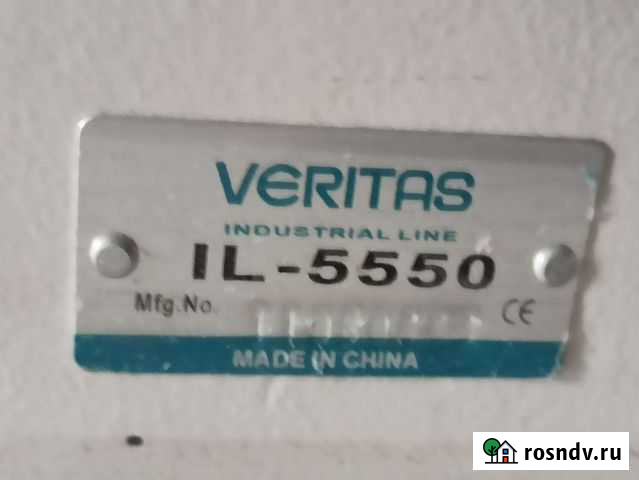 VERITAS
INDUSTRIAL LINE
IL-5550
Mfg.No.
CE
MADE IN CHINA
rosndv.ru